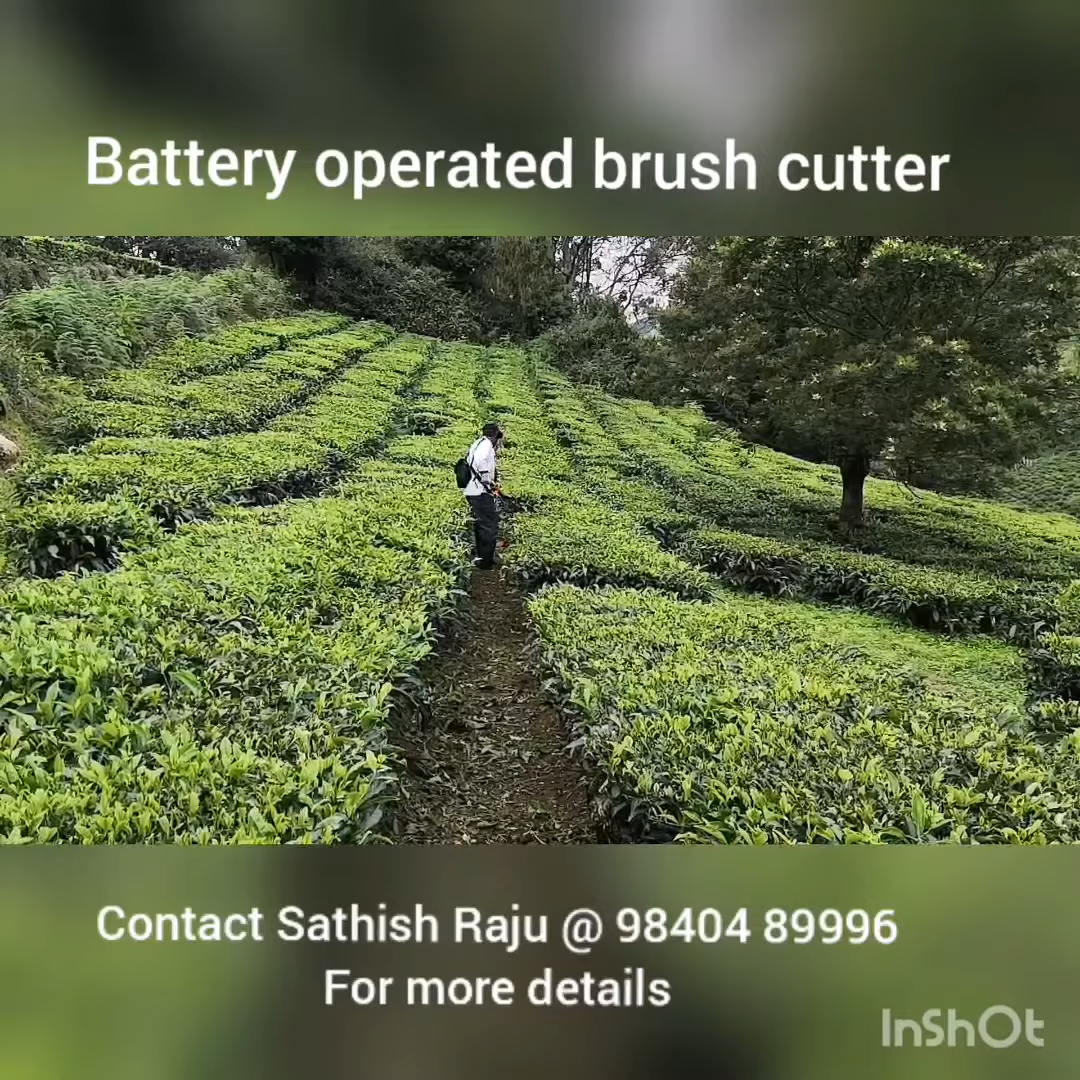 Battery operated brush cutter
Contact Sathish Raju @ 98404 89996
For more details
InShOt